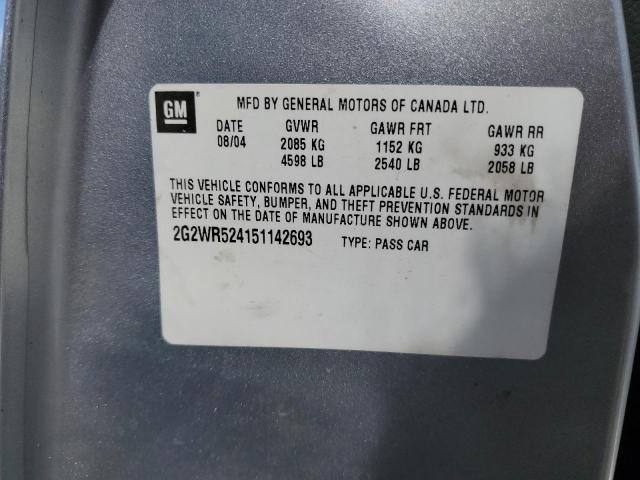 GM
MFD BY GENERAL MOTORS OF CANADA LTD.
DATE GVWR GAWR FRT GAWR RR
08/04 2085 KG 1152 KG 933 KG
4598 LB 2540 LB 2058 LB
THIS VEHICLE CONFORMS TO ALL APPLICABLE U.S. FEDERAL MOTOR
VEHICLE SAFETY, BUMPER, AND THEFT PREVENTION STANDARDS IN
EFFECT ON THE DATE OF MANUFACTURE SHOWN ABOVE.
2G2WR524151142693 TYPE: PASS CAR